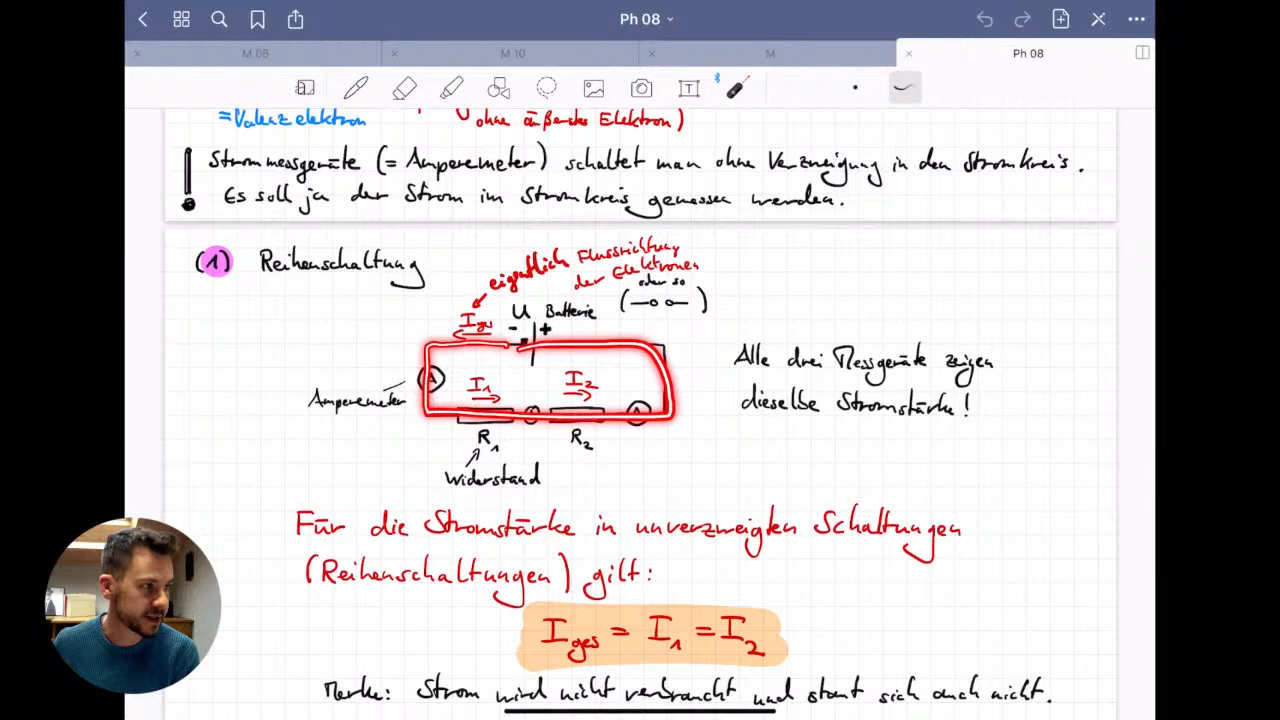 Ph 08
M 08
M 10
M
Ph 08
=Valenzelektron
ohne äußerstes Elektron)
! Strommessgeräte (= Amperemeter) schaltet man ohne Verzweigung in den Stromkreis.
Es soll ja der Strom im Stromkreis gemessen werden.
(1) Reihenschaltung
eigentlich Flussrichtung
der Elektronen
oder so
Iges
U Batterie
- +
A
I1
I2
Amperemeter
A
R1
R2
Widerstand
Alle drei Messgeräte zeigen
dieselbe Stromstärke!
Für die Stromstärke in unverzweigten Schaltungen
(Reihenschaltungen) gilt:
Iges = I1 = I2
Merke: Strom wird nicht verbraucht und staut sich auch nicht.